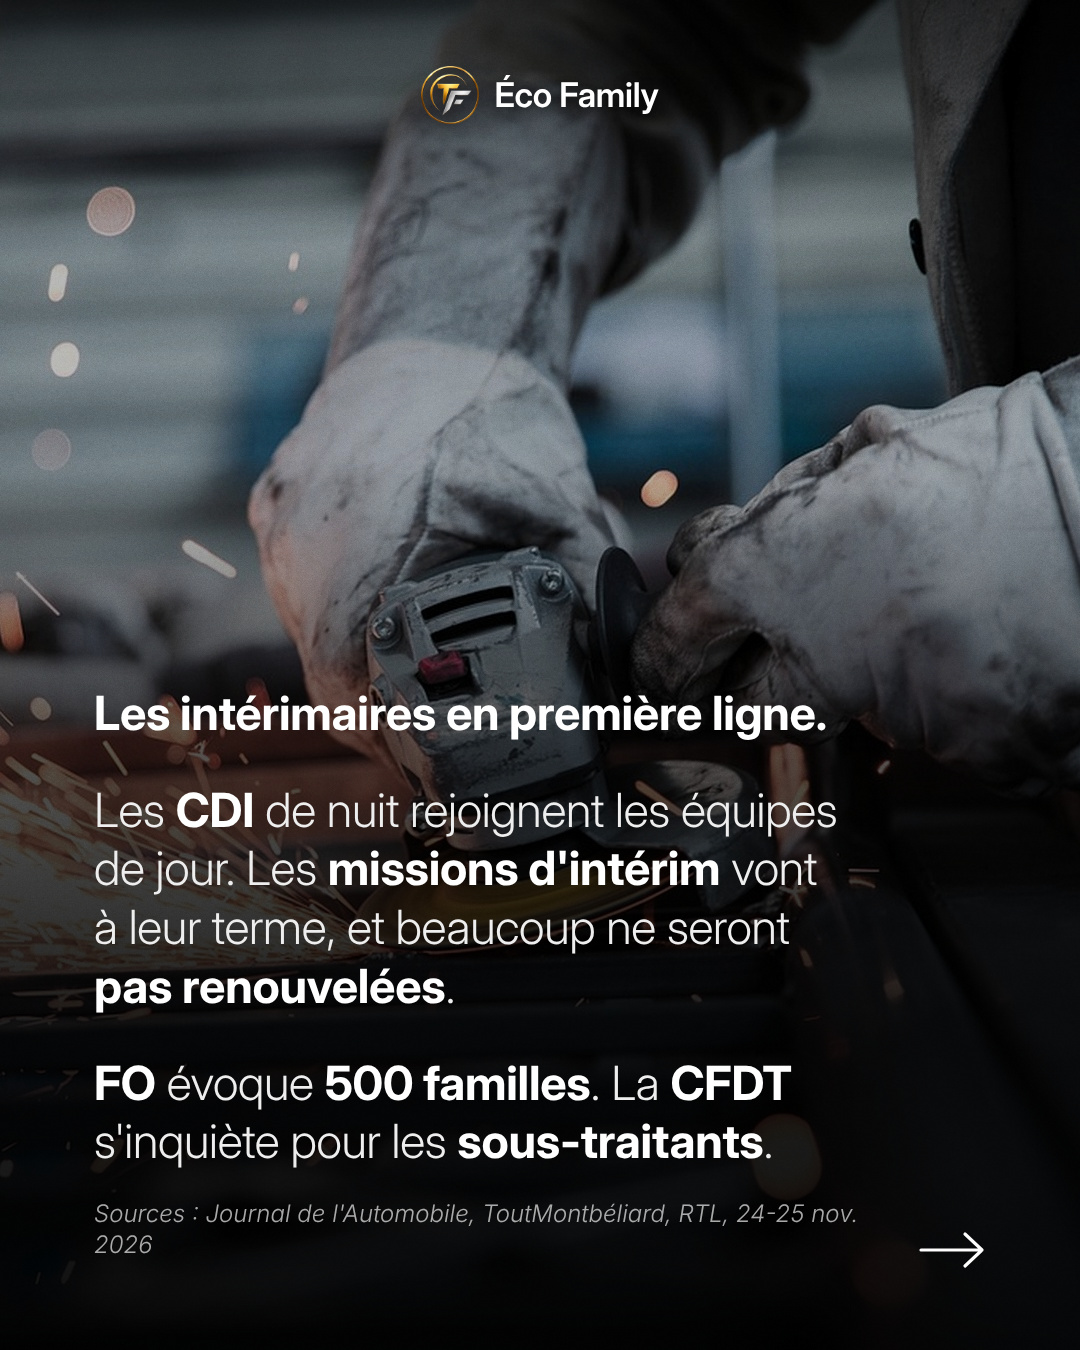 TF Éco Family
Les intérimaires en première ligne.
Les CDI de nuit rejoignent les équipes
de jour. Les missions d'intérim vont
à leur terme, et beaucoup ne seront
pas renouvelées.
FO évoque 500 familles. La CFDT
s'inquiète pour les sous-traitants.
Sources : Journal de l'Automobile, ToutMontbéliard, RTL, 24-25 nov.
2026